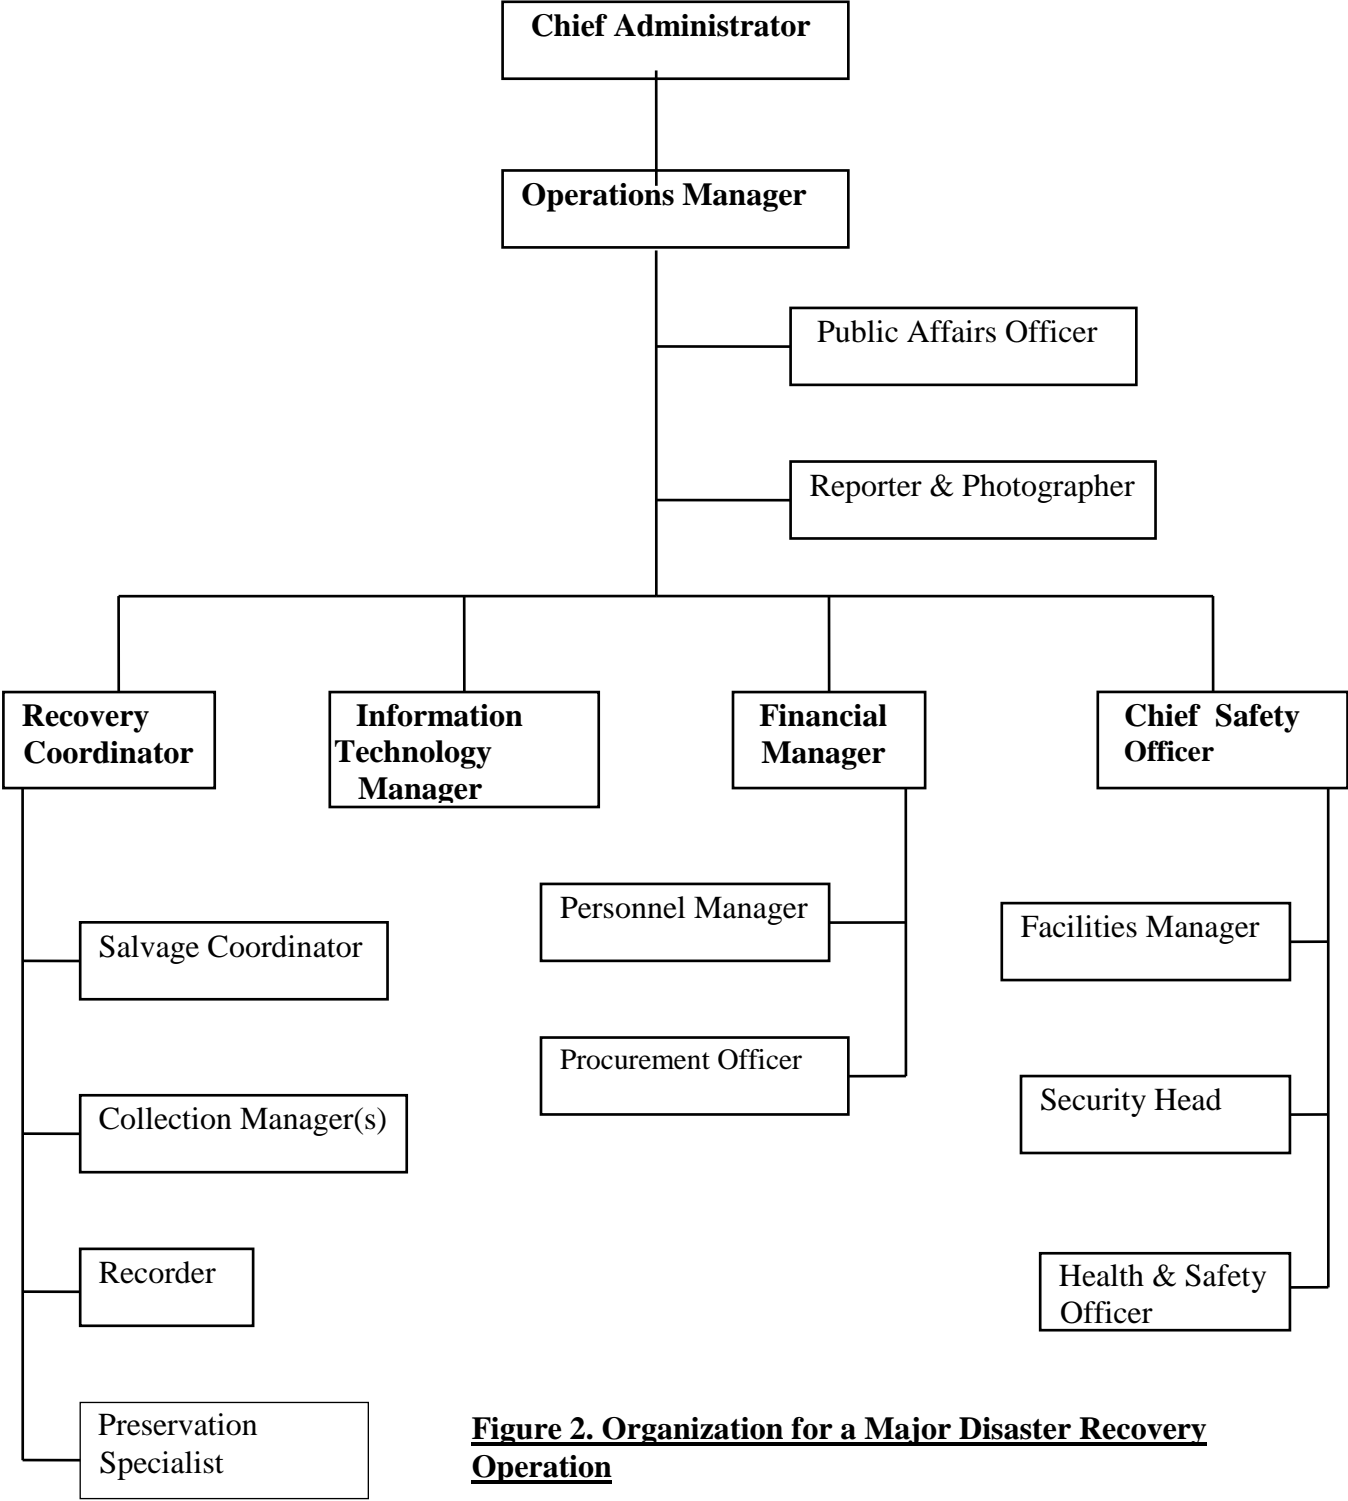 Chief Administrator
Operations Manager
Public Affairs Officer
Reporter & Photographer
Recovery
Coordinator
Information
Technology
Manager
Financial
Manager
Chief Safety
Officer
Salvage Coordinator
Collection Manager(s)
Recorder
Preservation
Specialist
Personnel Manager
Procurement Officer
Facilities Manager
Security Head
Health & Safety
Officer
Figure 2. Organization for a Major Disaster Recovery
Operation